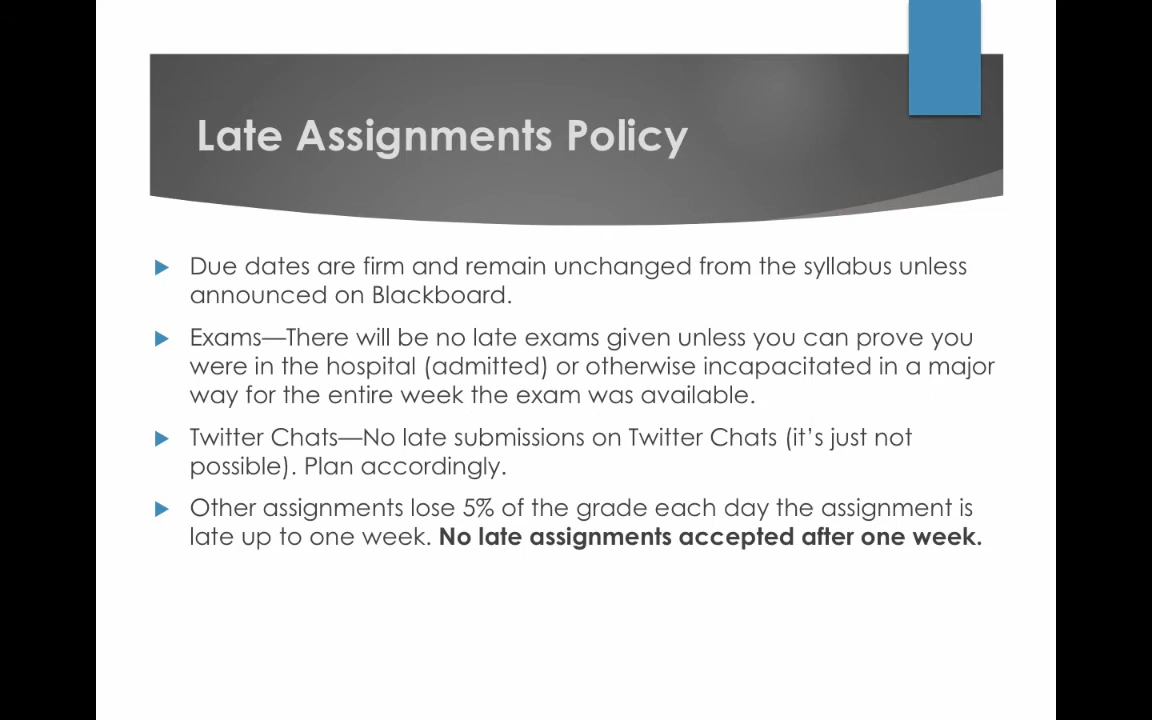 Late Assignments Policy
Due dates are firm and remain unchanged from the syllabus unless
announced on Blackboard.
Exams—There will be no late exams given unless you can prove you
were in the hospital (admitted) or otherwise incapacitated in a major
way for the entire week the exam was available.
Twitter Chats—No late submissions on Twitter Chats (it’s just not
possible). Plan accordingly.
Other assignments lose 5% of the grade each day the assignment is
late up to one week. No late assignments accepted after one week.